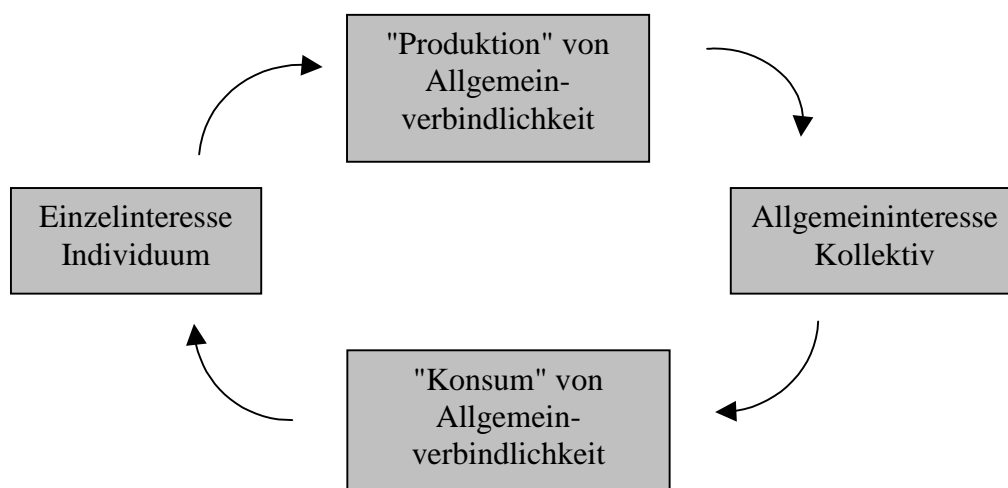 "Produktion" von
Allgemein-
verbindlichkeit
Einzelinteresse
Individuum
Allgemeininteresse
Kollektiv
"Konsum" von
Allgemein-
verbindlichkeit